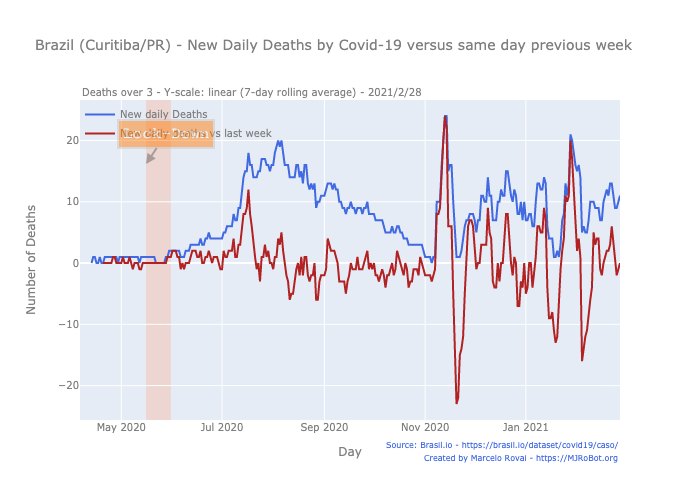 Brazil (Curitiba/PR) - New Daily Deaths by Covid-19 versus same day previous week
Deaths over 3 - Y-scale: linear (7-day rolling average) - 2021/2/28
New daily Deaths
New daily Deaths vs last week
Number of Deaths
20
10
0
−10
−20
May 2020
Jul 2020
Sep 2020
Nov 2020
Jan 2021
Day
Source: Brasil.io - https://brasil.io/dataset/covid19/caso/
Created by Marcelo Rovai - https://MJRoBot.org